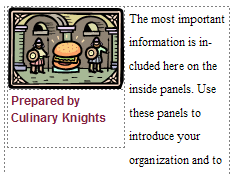 Prepared by
Culinary Knights
The most important
information is in-
cluded here on the
inside panels. Use
these panels to
introduce your
organization and to